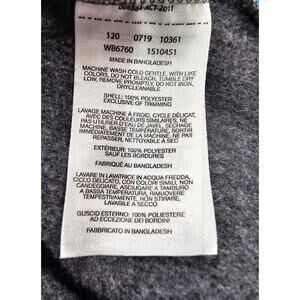 006561-ACT-2011
120 0719 10361
WB6760 1510451
MADE IN BANGLADESH
MACHINE WASH COLD GENTLE, WITH LIKE
COLORS, DO NOT BLEACH, TUMBLE DRY
LOW, REMOVE PROMPTLY, DO NOT IRON,
DRYCLEANABLE
SHELL: 100% POLYESTER
EXCLUSIVE OF TRIMMING
LAVAGE MACHINE À FROID, CYCLE DÉLICAT,
AVEC DES COULEURS SIMILAIRES, NE
PAS UTILISER D'EAU DE JAVEL, SÉCHAGE
MACHINE, BASSE TEMPÉRATURE, SORTIR
IMMÉDIATEMENT DE LA MACHINE, NE PAS
REPASSER, NETTOYABLE À SEC
EXTÉRIEUR: 100% POLYESTER
SAUF LES BORDURES
FABRIQUÉ AU BANGLADESH
LAVARE IN LAVATRICE IN ACQUA FREDDA,
CICLO DELICATO, CON COLORI SIMILI, NON
CANDEGGIARE, ASCIUGARE A TAMBURO
A BASSA TEMPERATURA, RIMUOVERE
TEMPESTIVAMENTE, NON STIRARE,
LAVABILE A SECCO
GUSCIO ESTERNO: 100% POLIESTERE
AD ECCEZIONE DEI BORDINI
FABBRICATO IN BANGLADESH